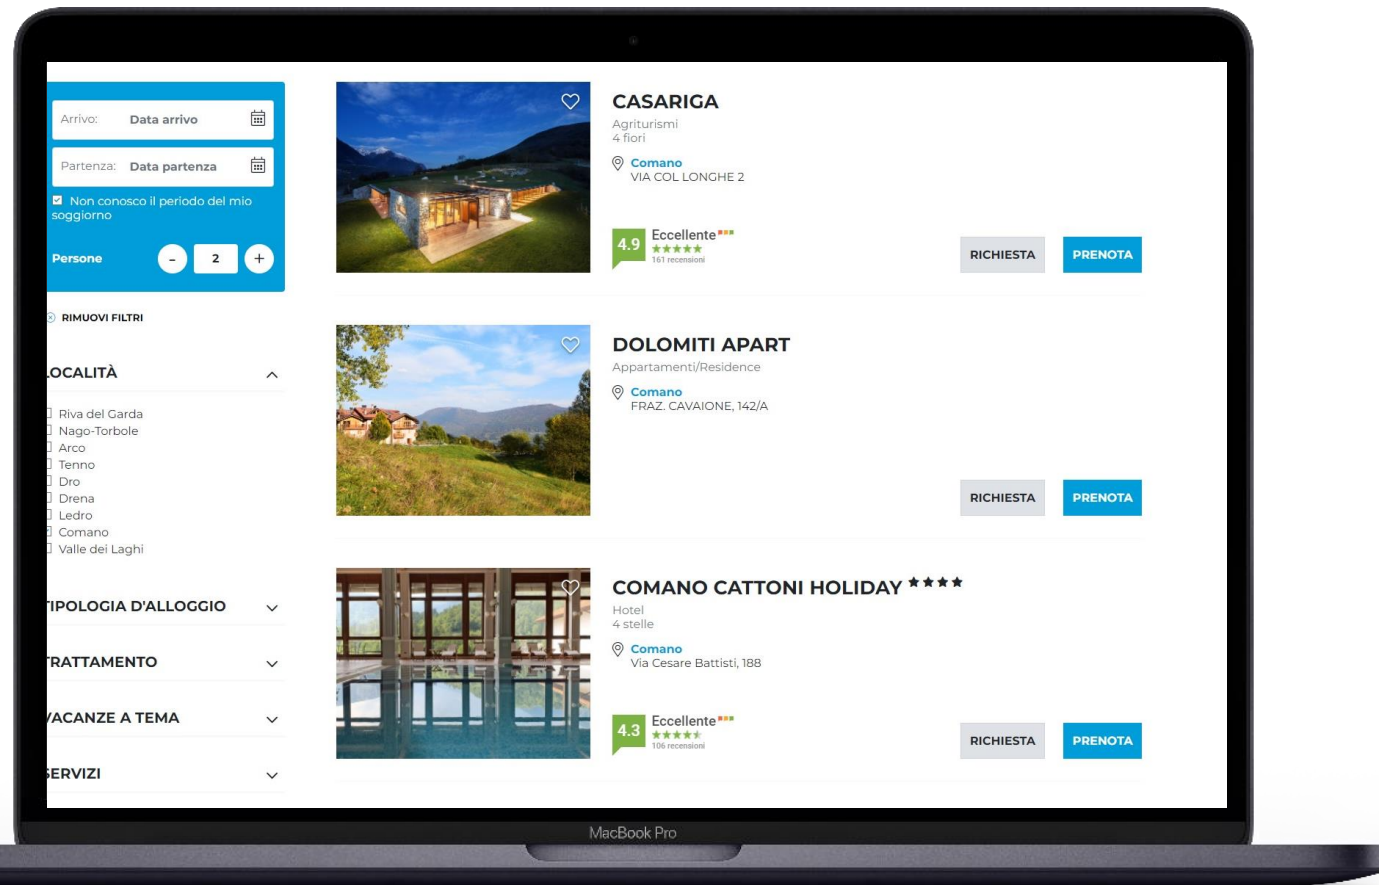 Arrivo: Data arrivo
Partenza: Data partenza
Non conosco il periodo del mio
soggiorno
Persone - 2 +
RIMUOVI FILTRI
OCALITÀ
Riva del Garda
Nago-Torbole
Arco
Tenno
Dro
Drena
Ledro
Comano
Valle dei Laghi
TIPOLOGIA D'ALLOGGIO
TRATTAMENTO
VACANZE A TEMA
SERVIZI
CASARIGA
Agriturismi
4 fiori
Comano
VIA COL LONGHE 2
4.9 Eccellente
161 recensioni
RICHIESTA PRENOTA
DOLOMITI APART
Appartamenti/Residence
Comano
FRAZ. CAVAIONE, 142/A
RICHIESTA PRENOTA
COMANO CATTONI HOLIDAY ★★★★
Hotel
4 stelle
Comano
Via Cesare Battisti, 188
4.3 Eccellente
106 recensioni
RICHIESTA PRENOTA
MacBook Pro